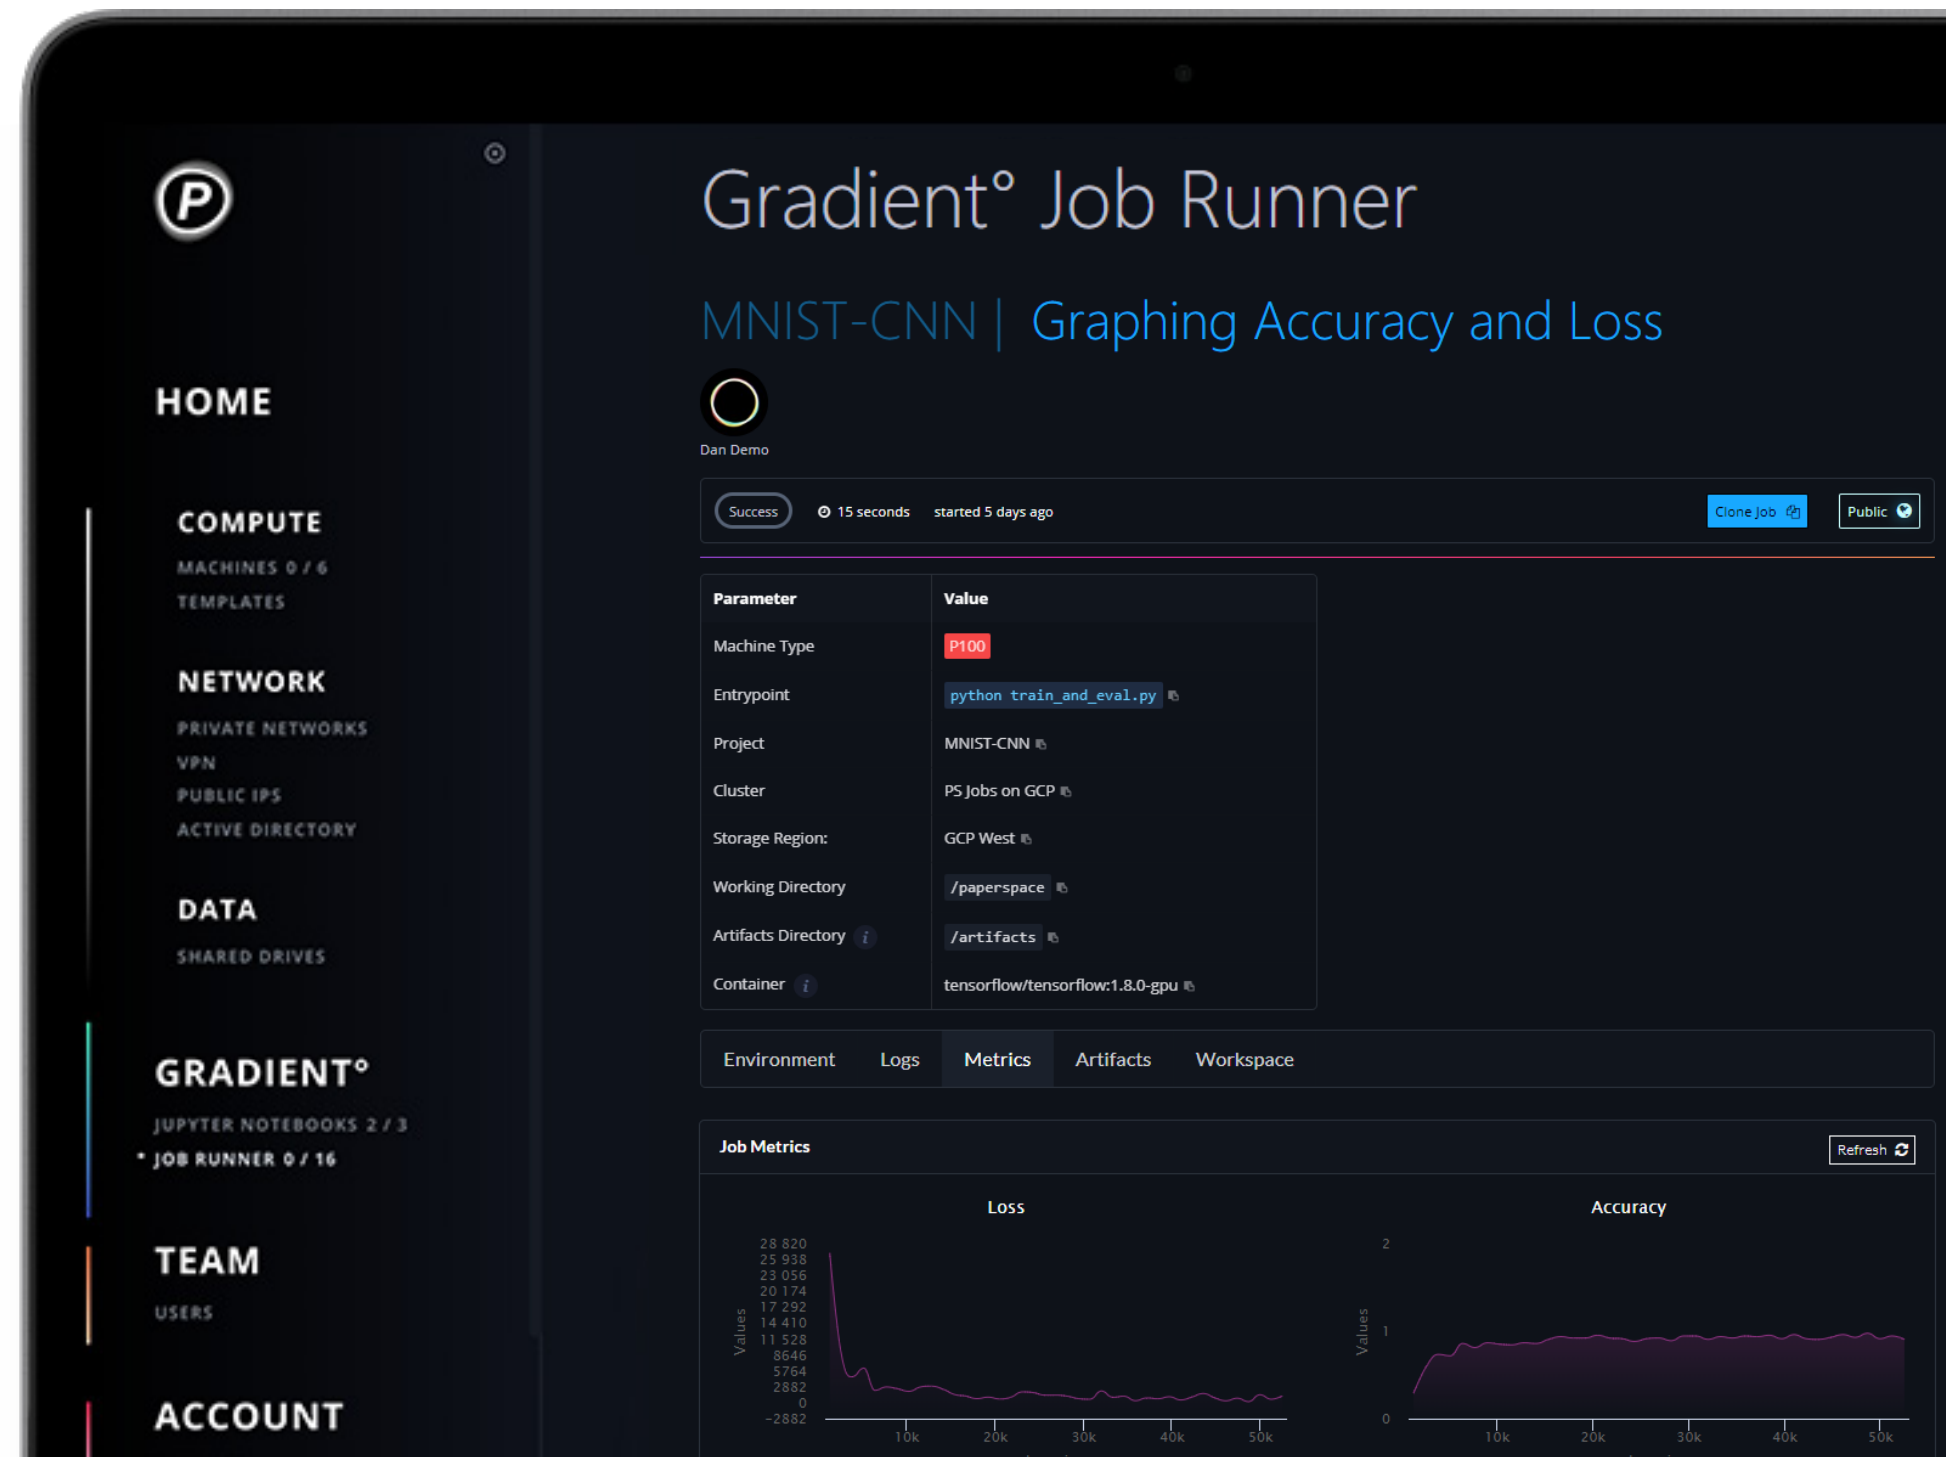 P
HOME
COMPUTE
MACHINES 0 / 6
TEMPLATES
NETWORK
PRIVATE NETWORKS
VPN
PUBLIC IPS
ACTIVE DIRECTORY
DATA
SHARED DRIVES
GRADIENT°
JUPYTER NOTEBOOKS 2 / 3
* JOB RUNNER 0 / 16
TEAM
USERS
ACCOUNT
Gradient° Job Runner
MNIST-CNN | Graphing Accuracy and Loss
Dan Demo
Success 15 seconds started 5 days ago Clone Job Public
Parameter Value
Machine Type P100
Entrypoint python train_and_eval.py
Project MNIST-CNN
Cluster PS Jobs on GCP
Storage Region: GCP West
Working Directory /paperspace
Artifacts Directory i /artifacts
Container i tensorflow/tensorflow:1.8.0-gpu
Environment Logs Metrics Artifacts Workspace
Job Metrics Refresh
Loss
Values
28 820
25 938
23 056
20 174
17 292
14 410
11 528
8646
5764
2882
0
-2882
10k 20k 30k 40k 50k
Accuracy
Values
2
1
0
10k 20k 30k 40k 50k